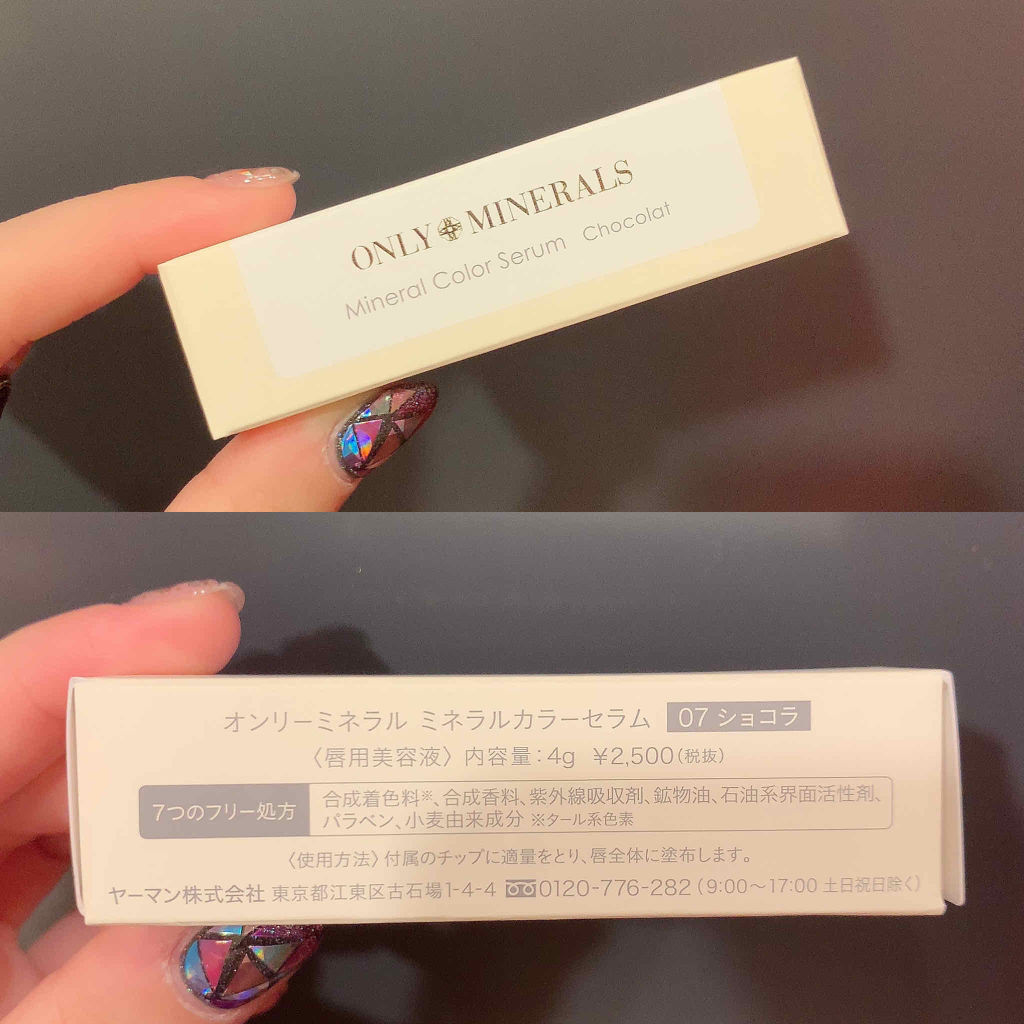 ONLY MINERALS
Mineral Color Serum Chocolat
オンリーミネラル ミネラルカラーセラム 07 ショコラ
〈唇用美容液〉内容量:4g ¥2,500(税抜)
7つのフリー処方
合成着色料※、合成香料、紫外線吸収剤、鉱物油、石油系界面活性剤、
パラベン、小麦由来成分 ※タール系色素
〈使用方法〉付属のチップに適量をとり、唇全体に塗布します。
ヤーマン株式会社 東京都江東区古石場1-4-4 0120-776-282(9:00〜17:00 土日祝日除く)